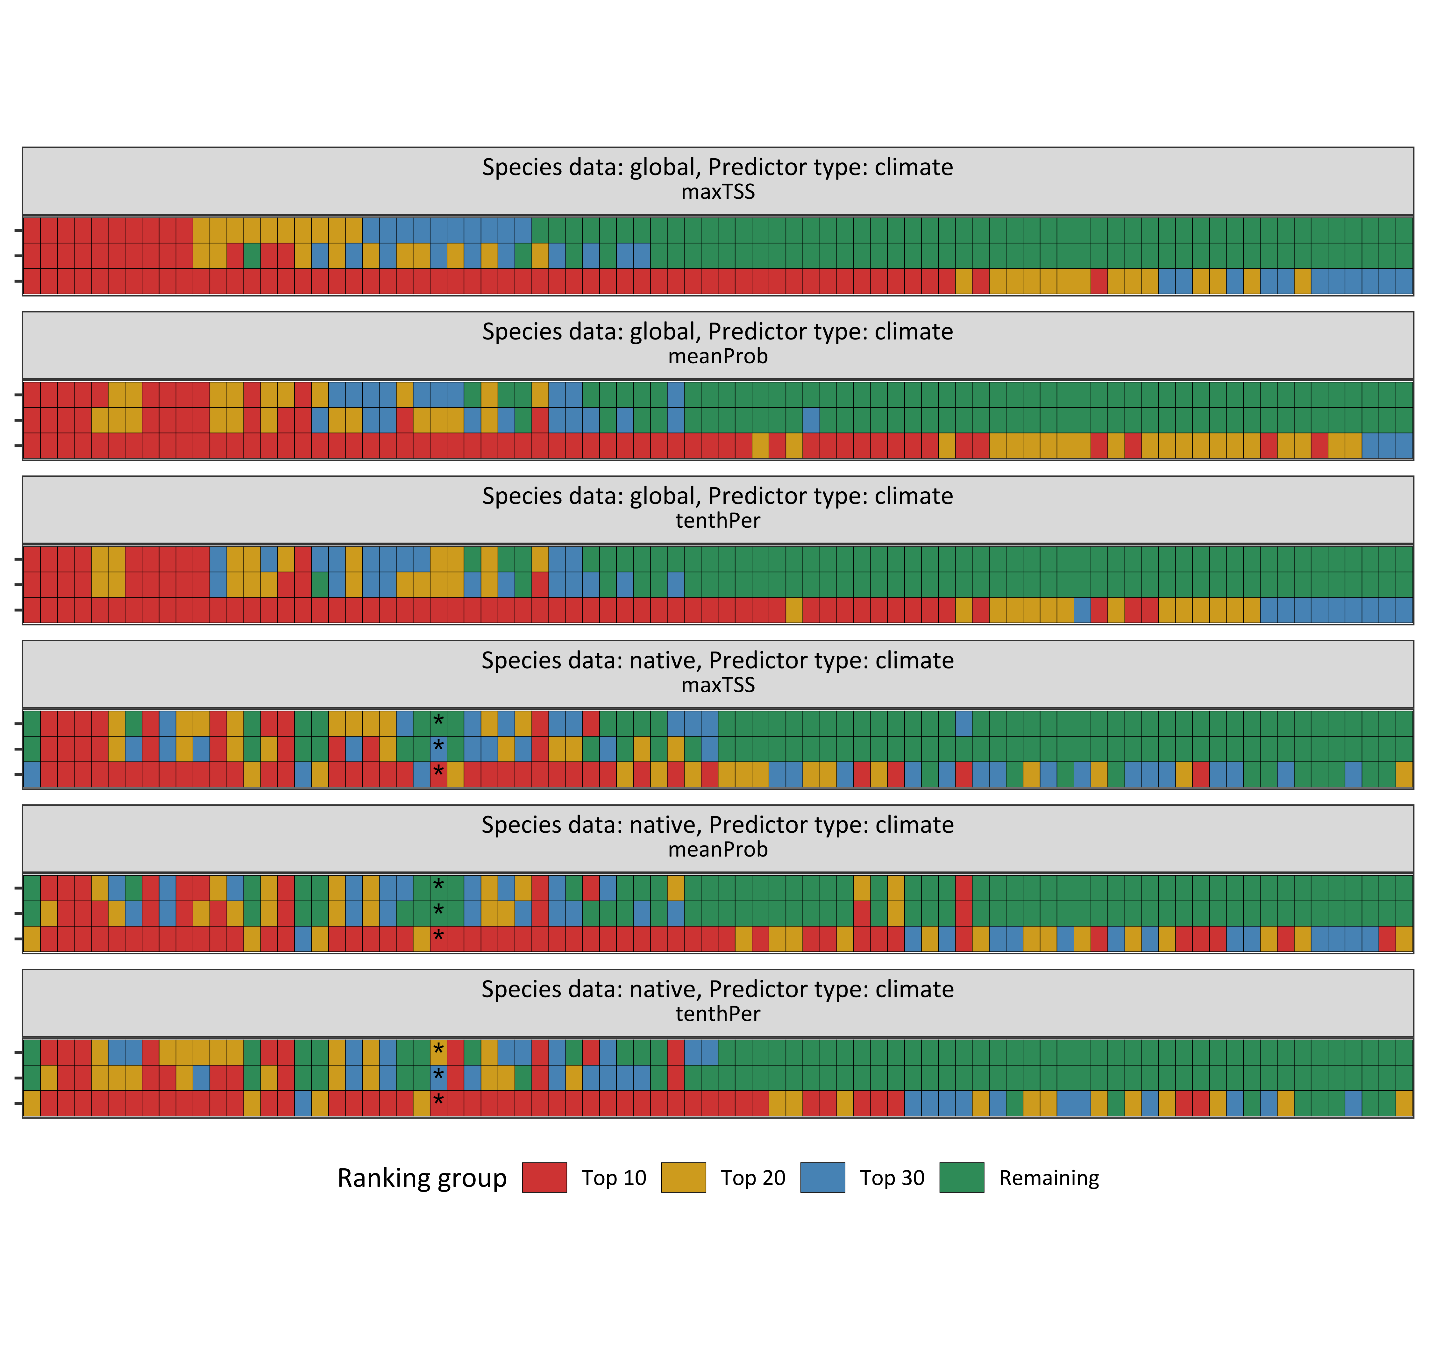 Species data: global, Predictor type: climate
maxTSS
Species data: global, Predictor type: climate
meanProb
Species data: global, Predictor type: climate
tenthPer
Species data: native, Predictor type: climate
maxTSS
*
*
*
Species data: native, Predictor type: climate
meanProb
*
*
*
Species data: native, Predictor type: climate
tenthPer
*
*
*
Ranking group Top 10 Top 20 Top 30 Remaining